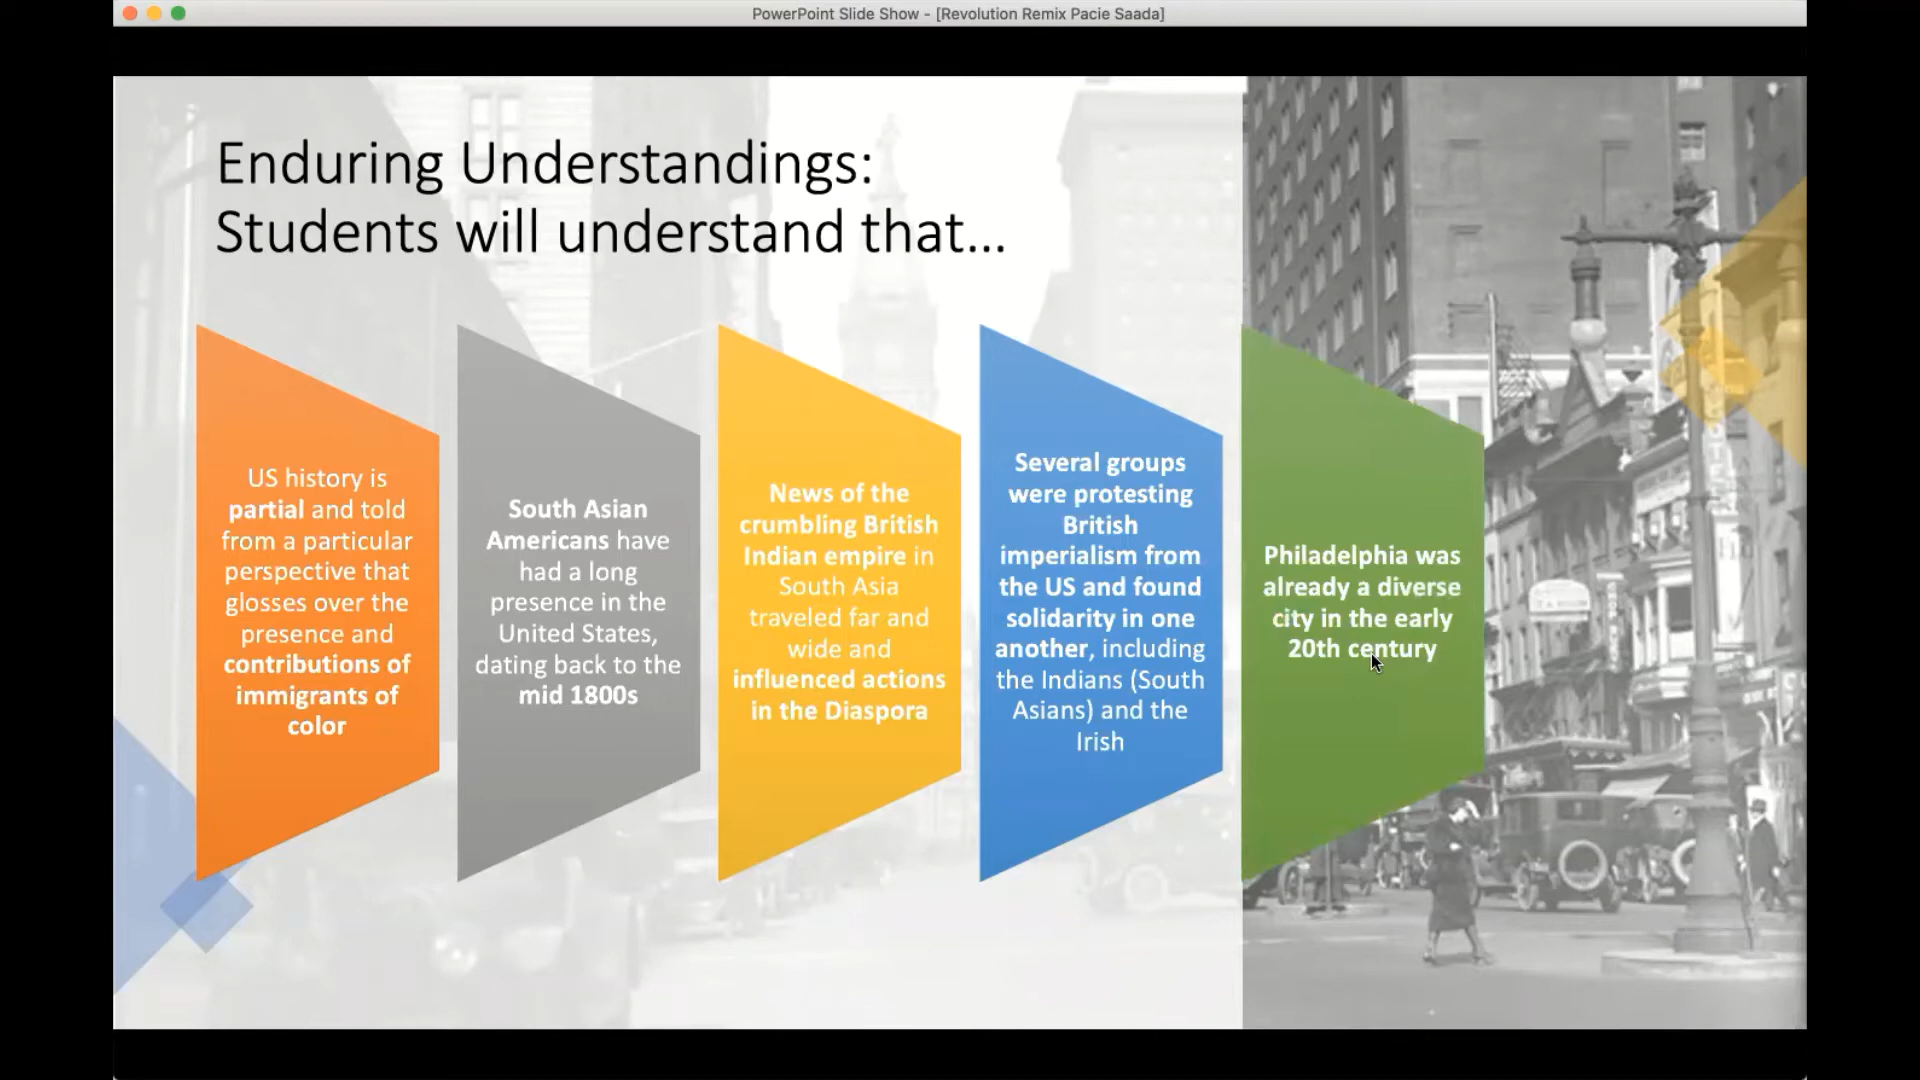 PowerPoint Slide Show - [Revolution Remix Pacie Saada]
Enduring Understandings:
Students will understand that...
US history is
partial and told
from a particular
perspective that
glosses over the
presence and
contributions of
immigrants of
color
South Asian
Americans have
had a long
presence in the
United States,
dating back to the
mid 1800s
News of the
crumbling British
Indian empire in
South Asia
traveled far and
wide and
influenced actions
in the Diaspora
Several groups
were protesting
British
imperialism from
the US and found
solidarity in one
another, including
the Indians (South
Asians) and the
Irish
Philadelphia was
already a diverse
city in the early
20th century